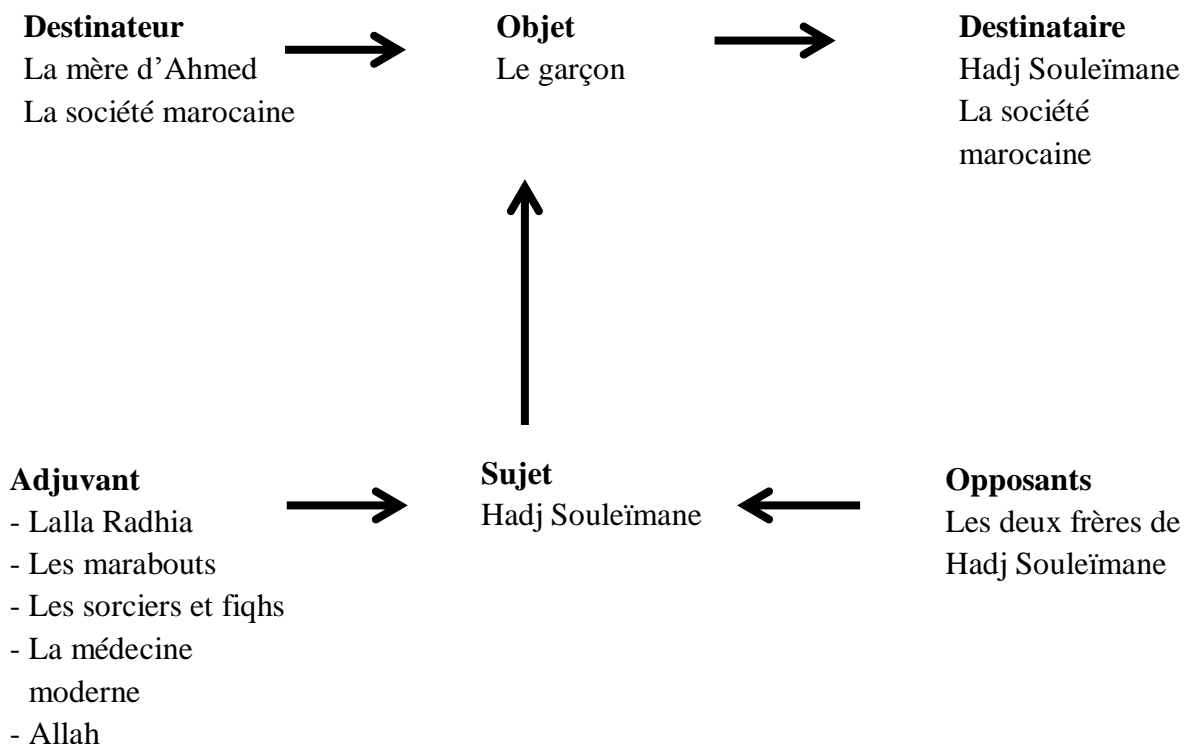 Destinateur
La mère d’Ahmed
La société marocaine
Objet
Le garçon
Destinataire
Hadj Souleïmane
La société
marocaine
Adjuvant
- Lalla Radhia
- Les marabouts
- Les sorciers et fiqhs
- La médecine
moderne
- Allah
Sujet
Hadj Souleïmane
Opposants
Les deux frères de
Hadj Souleïmane